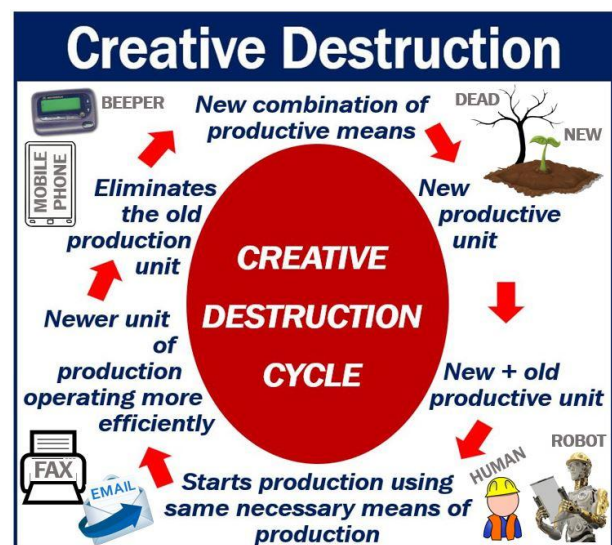 Creative Destruction
BEEPER
New combination of
productive means
DEAD
NEW
MOBILE
PHONE
Eliminates
the old
production
unit
New
productive
unit
CREATIVE
DESTRUCTION
CYCLE
Newer unit
of
production
operating more
efficiently
New + old
productive unit
FAX
EMAIL
Starts production using
same necessary means of
production
HUMAN
ROBOT